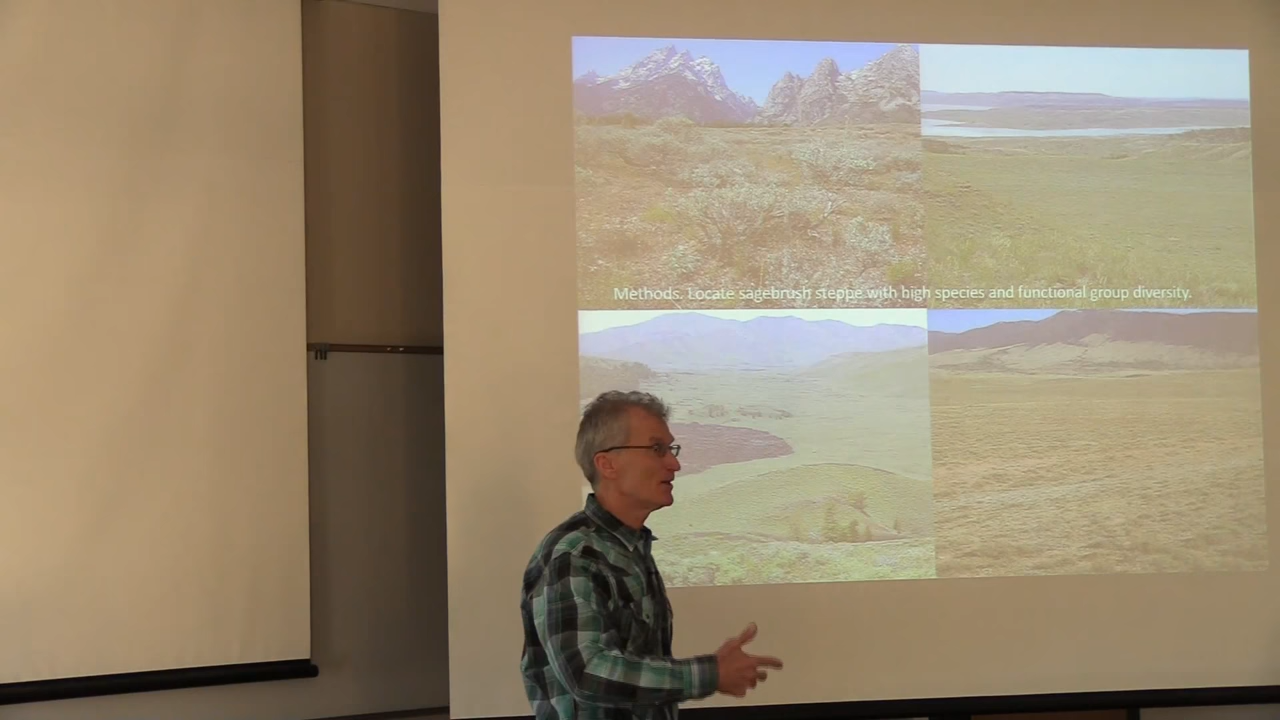 Methods. Locate sagebrush steppe with high species and functional group diversity.